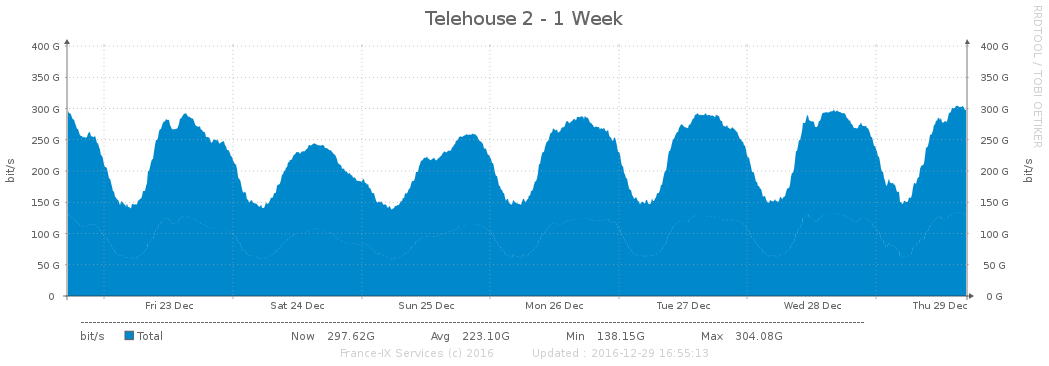 Telehouse 2 - 1 Week
RRDTOOL / TOBI OETIKER
400 G 400 G
350 G 350 G
300 G 300 G
250 G 250 G
200 G 200 G
150 G 150 G
100 G 100 G
50 G 50 G
0 0 G
bit/s bit/s
Fri 23 Dec Sat 24 Dec Sun 25 Dec Mon 26 Dec Tue 27 Dec Wed 28 Dec Thu 29 Dec
bit/s Total Now 297.62G Avg 223.10G Min 138.15G Max 304.08G
France-IX Services (c) 2016 Updated : 2016-12-29 16:55:13